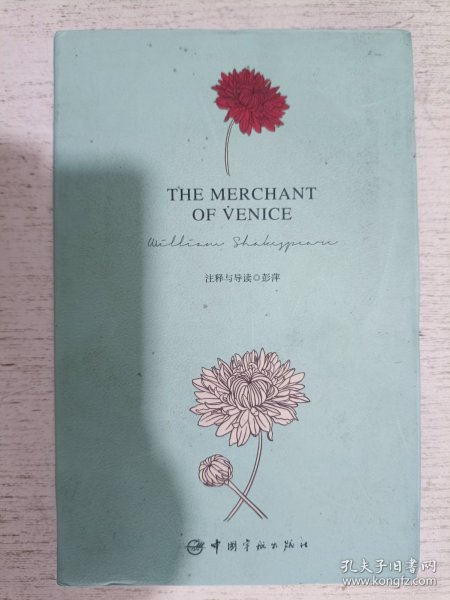 THE MERCHANT
OF VENICE
William Shakespeare
注释与导读◎彭萍
中国宇航出版社
孔夫子旧书网
www.kongfz.com